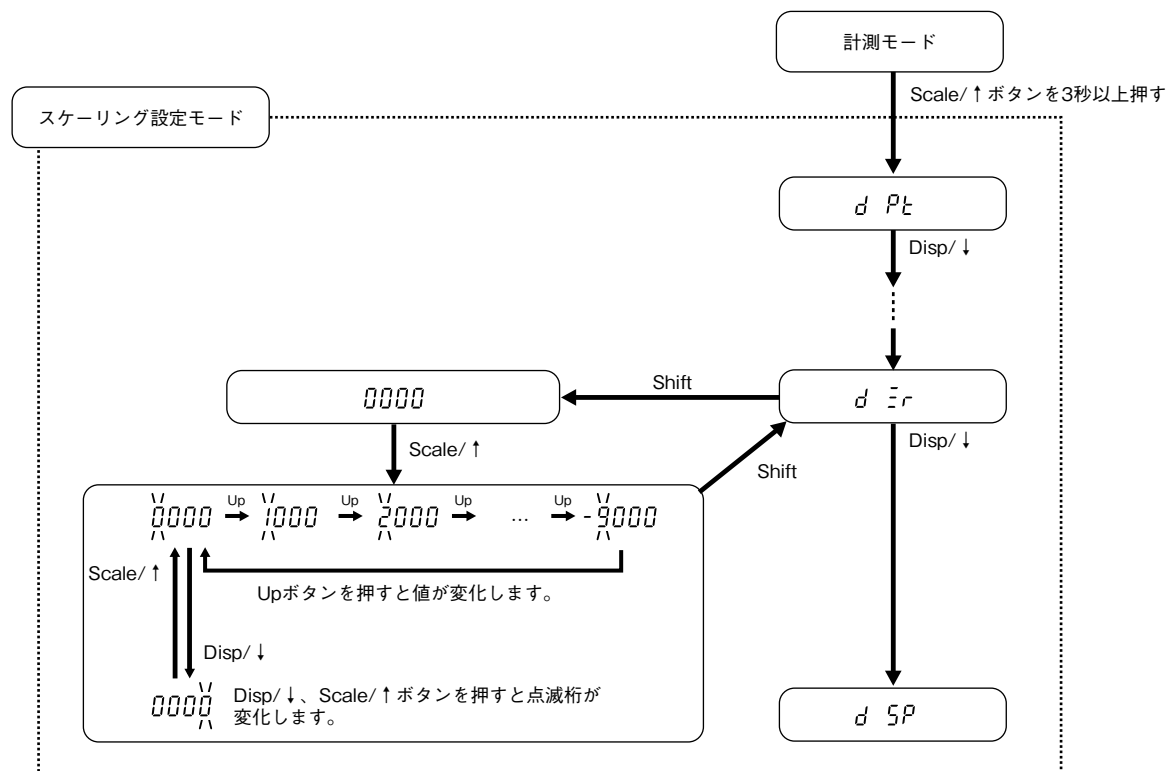 計測モード
Scale/↑ボタンを3秒以上押す
スケーリング設定モード
d Pt
Disp/↓
0000
Shift
d Ξr
Scale/↑
Disp/↓
Shift
0000 Up 1000 Up 2000 Up ... Up -9000
Scale/↑
Upボタンを押すと値が変化します。
Disp/↓
0000
Disp/↓、Scale/↑ボタンを押すと点滅桁が
変化します。
d SP